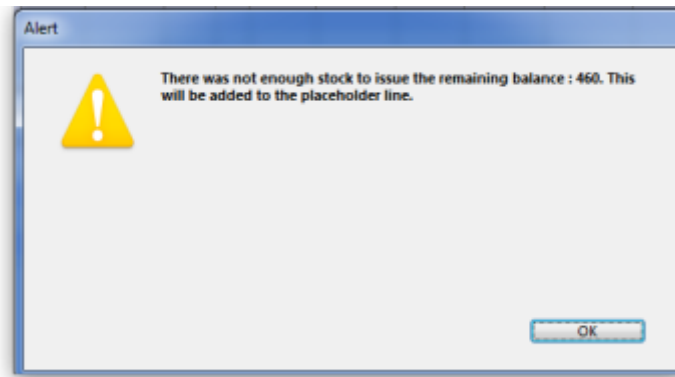 Alert
There was not enough stock to issue the remaining balance : 460. This
will be added to the placeholder line.
OK